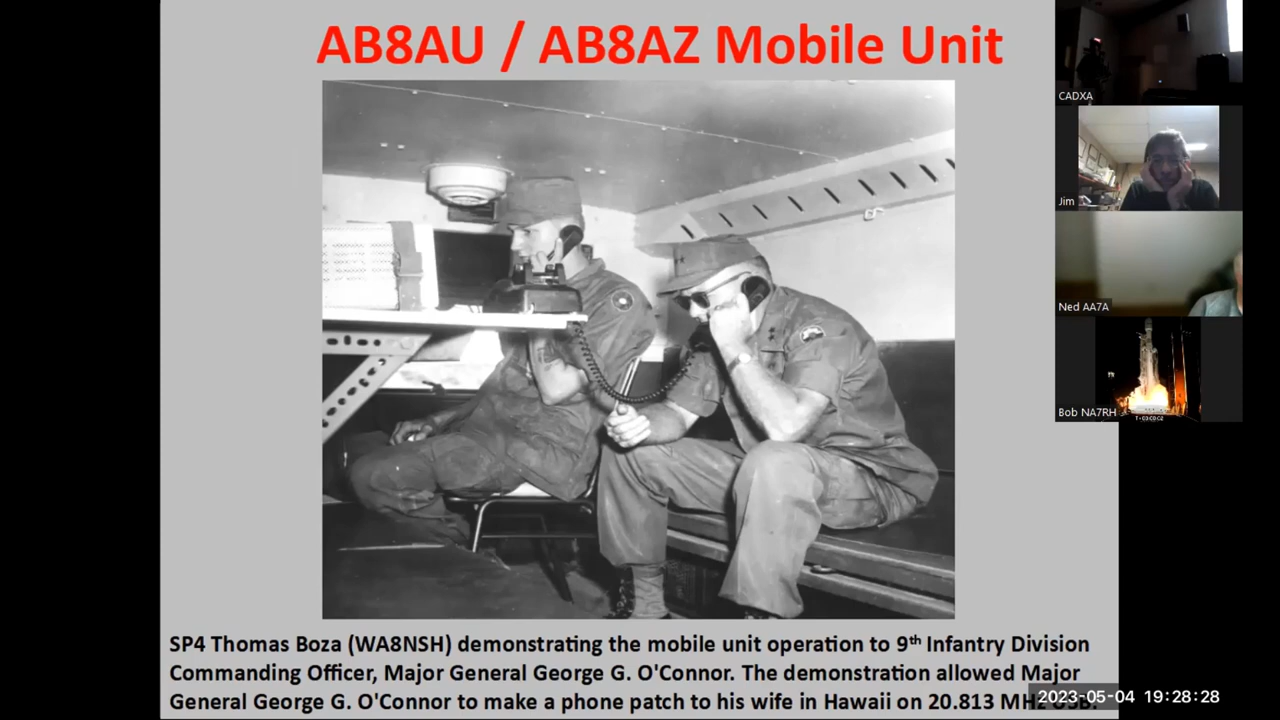 AB8AU / AB8AZ Mobile Unit
CADXA
Jim
Ned AA7A
Bob NA7RH
SP4 Thomas Boza (WA8NSH) demonstrating the mobile unit operation to 9th Infantry Division
Commanding Officer, Major General George G. O'Connor. The demonstration allowed Major
General George G. O'Connor to make a phone patch to his wife in Hawaii on 20.813 MHz USB.
2023-05-04 19:28:28